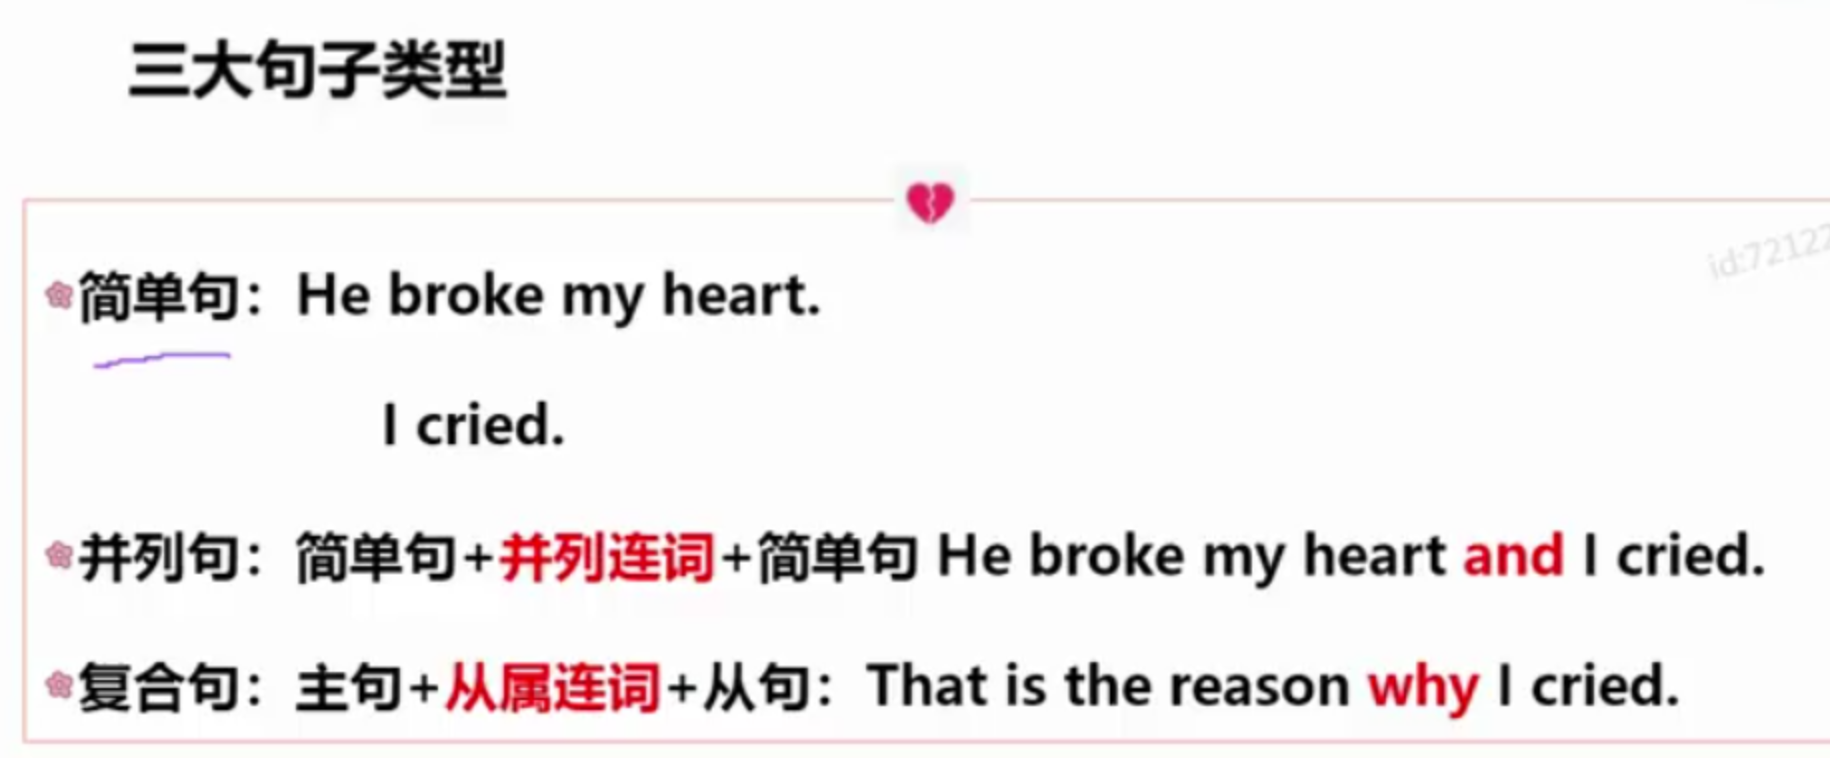 三大句子类型
id:72122
简单句：He broke my heart.
I cried.
并列句：简单句+并列连词+简单句 He broke my heart and I cried.
复合句：主句+从属连词+从句：That is the reason why I cried.